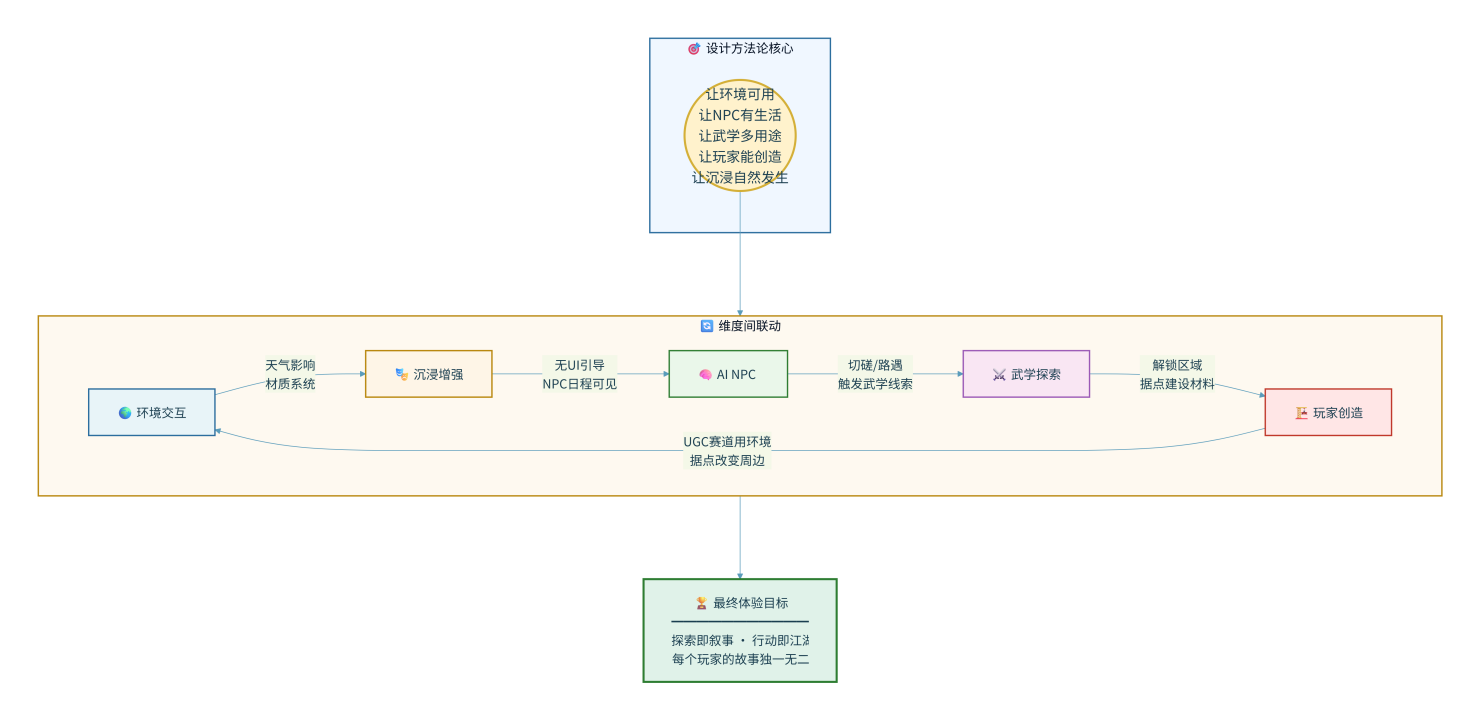 设计方法论核心
让环境可用
让NPC有生活
让武学多用途
让玩家能创造
让沉浸自然发生
维度间联动
天气影响
材质系统
沉浸增强
无UI引导
NPC日程可见
AI NPC
切磋/路遇
触发武学线索
武学探索
解锁区域
据点建设材料
环境交互
玩家创造
UGC赛道用环境
据点改变周边
最终体验目标
探索即叙事 · 行动即江湖
每个玩家的故事独一无二